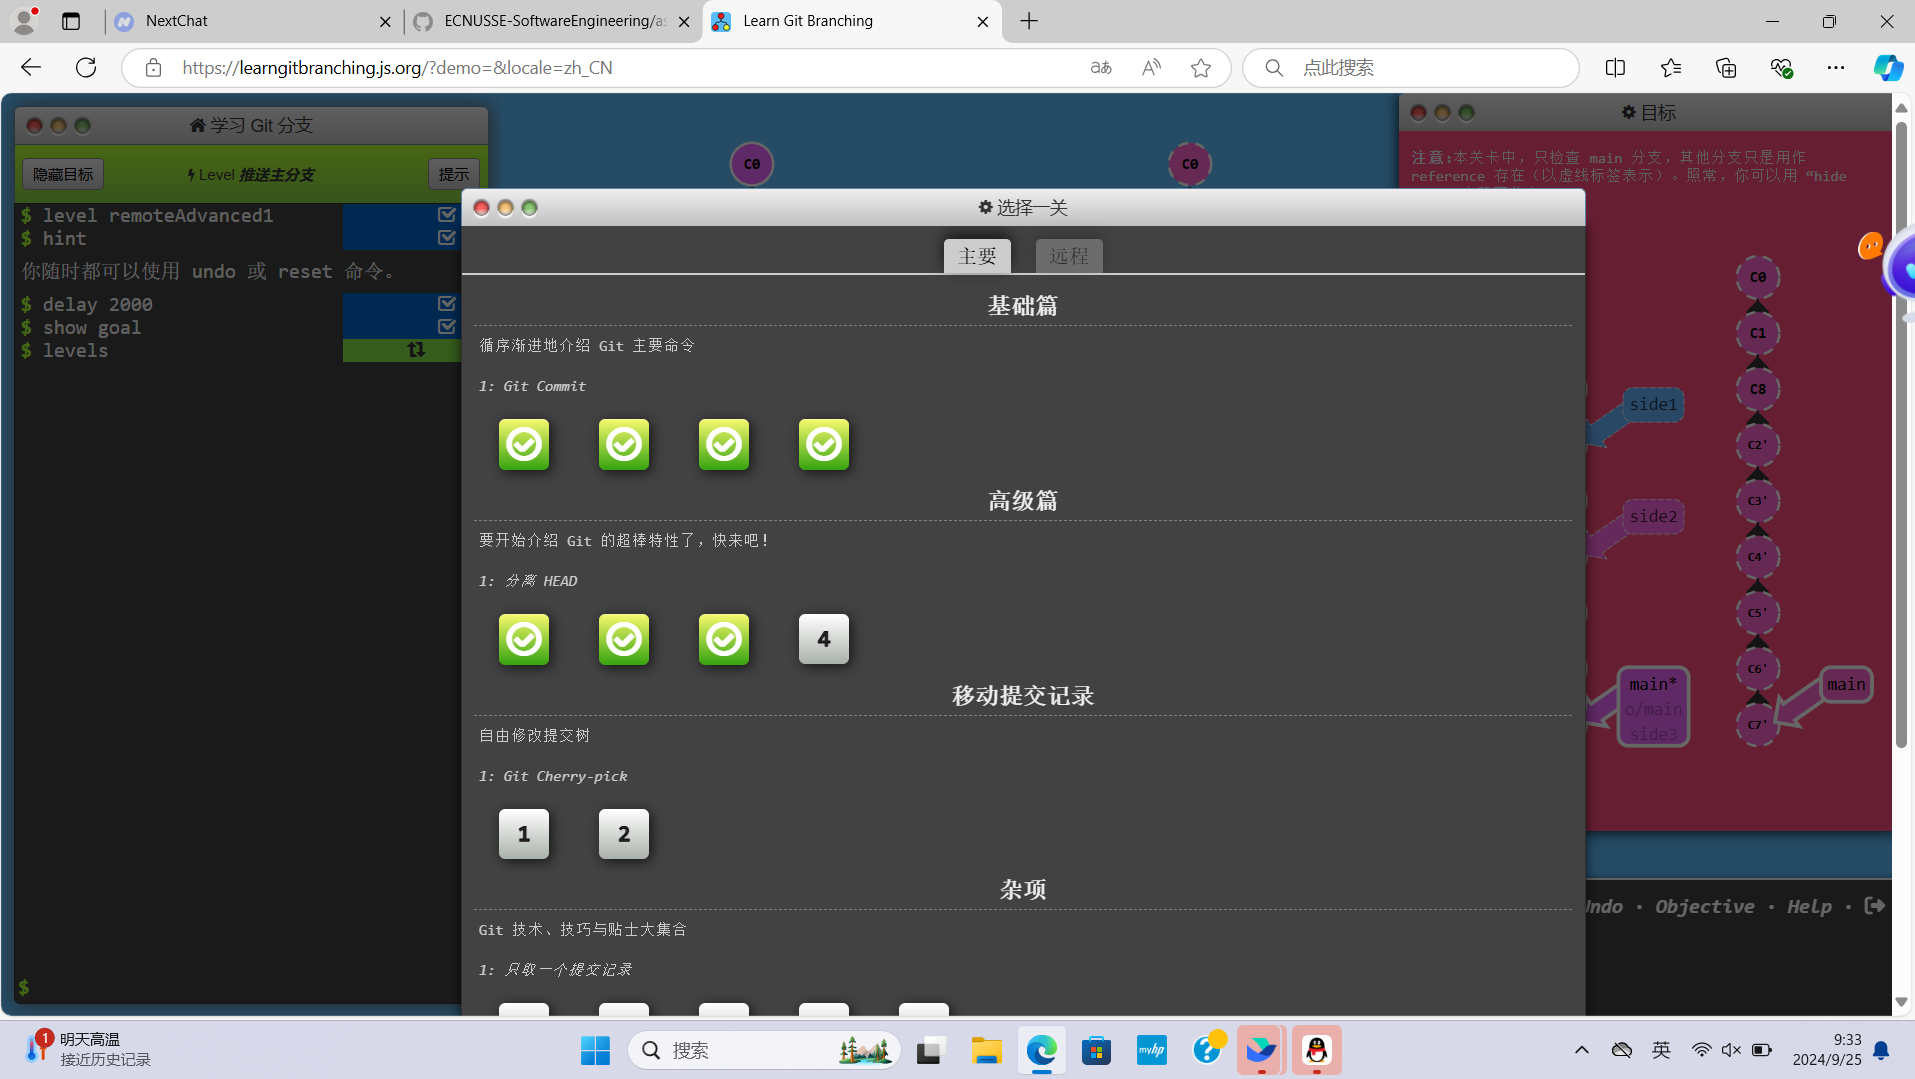 NextChat
ECNUSSE-SoftwareEngineering/as
Learn Git Branching
https://learngitbranching.js.org/?demo=&locale=zh_CN
点此搜索
学习 Git 分支
目标
隐藏目标
Level 推送主分支
提示
C0
C0
注意:本关卡中，只检查 main 分支，其他分支只是用作
reference 存在（以虚线标签表示）。照常，你可以用 “hide
$ level remoteAdvanced1
$ hint
你随时都可以使用 undo 或 reset 命令。
$ delay 2000
$ show goal
$ levels
$
选择一关
主要
远程
基础篇
循序渐进地介绍 Git 主要命令
1: Git Commit
高级篇
要开始介绍 Git 的超棒特性了，快来吧！
1: 分离 HEAD
4
移动提交记录
自由修改提交树
1: Git Cherry-pick
1
2
杂项
Git 技术、技巧与贴士大集合
1: 只取一个提交记录
C0
C1
side1
C8
C2'
C3'
side2
C4'
C5'
C6'
main*
main
o/main
C7'
side3
Undo · Objective · Help ·
1
明天高温
接近历史记录
搜索
myhp
英
9:33
2024/9/25